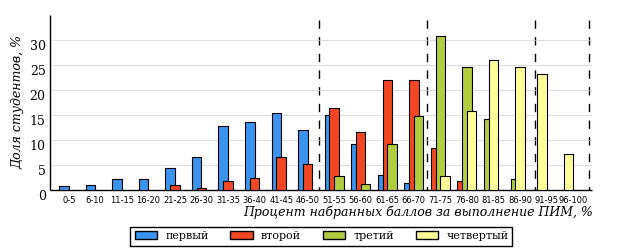 Доля студентов, %
30
25
20
15
10
5
0
0-5 6-10 11-15 16-20 21-25 26-30 31-35 36-40 41-45 46-50 51-55 56-60 61-65 66-70 71-75 76-80 81-85 86-90 91-95 96-100
Процент набранных баллов за выполнение ПИМ, %
первый второй третий четвертый